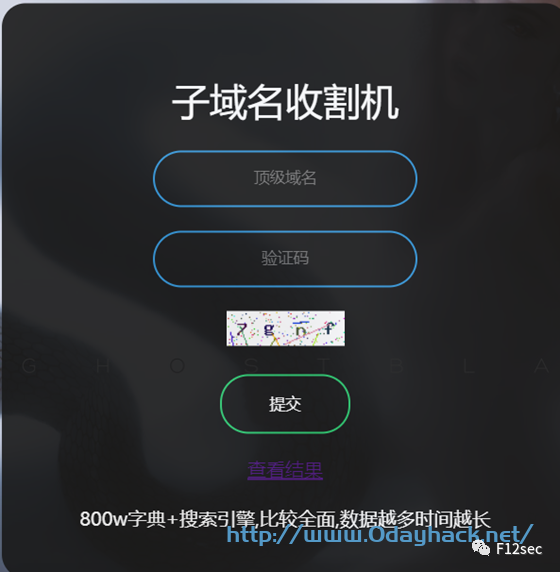 子域名收割机
顶级域名
验证码
G H O S T B L A
提交
查看结果
800w字典+搜索引擎,比较全面,数据越多时间越长
http://www.0dayhack.net/
F12sec